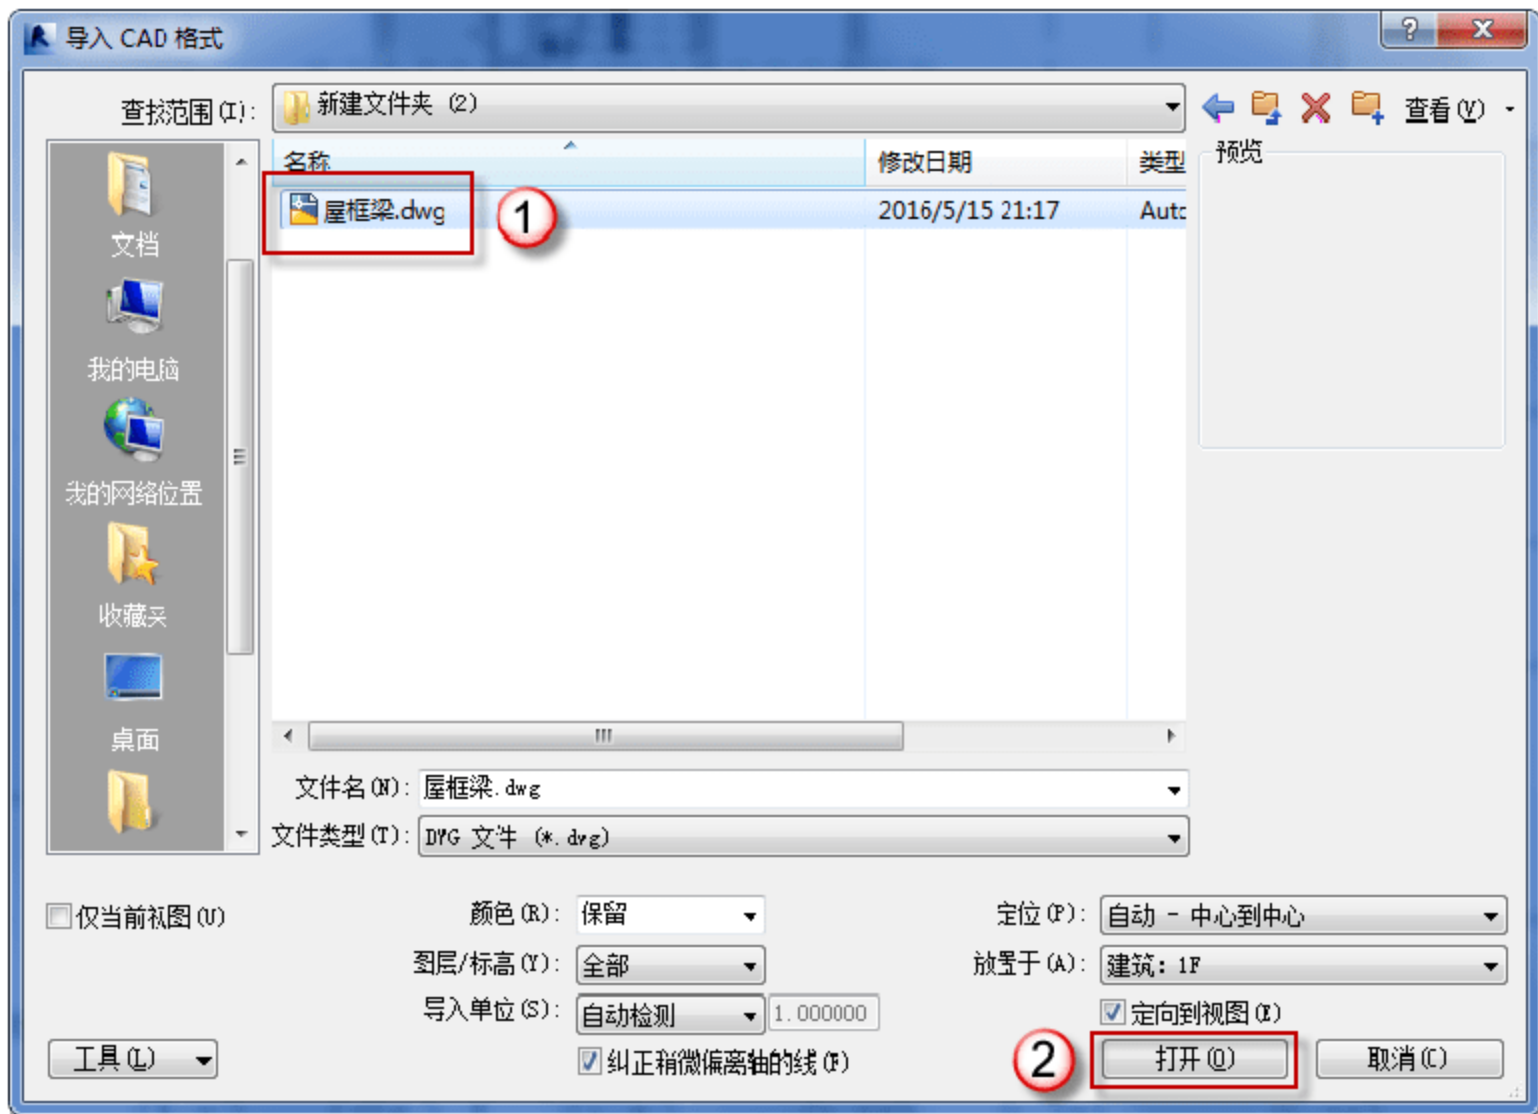 导入 CAD 格式
查找范围(I):
新建文件夹 (2)
查看(V)
名称
修改日期
类型
预览
屋框梁.dwg
1
2016/5/15 21:17
Autc
文档
我的电脑
我的网络位置
收藏夹
桌面
文件名(N):
屋框梁.dwg
文件类型(T):
DWG 文件 (*.dwg)
仅当前视图(U)
颜色(R):
保留
定位(P):
自动 - 中心到中心
图层/标高(Y):
全部
放置于(A):
建筑: 1F
导入单位(S):
自动检测
1.000000
定向到视图(E)
工具(L)
纠正稍微偏离轴的线(F)
2
打开(O)
取消(C)